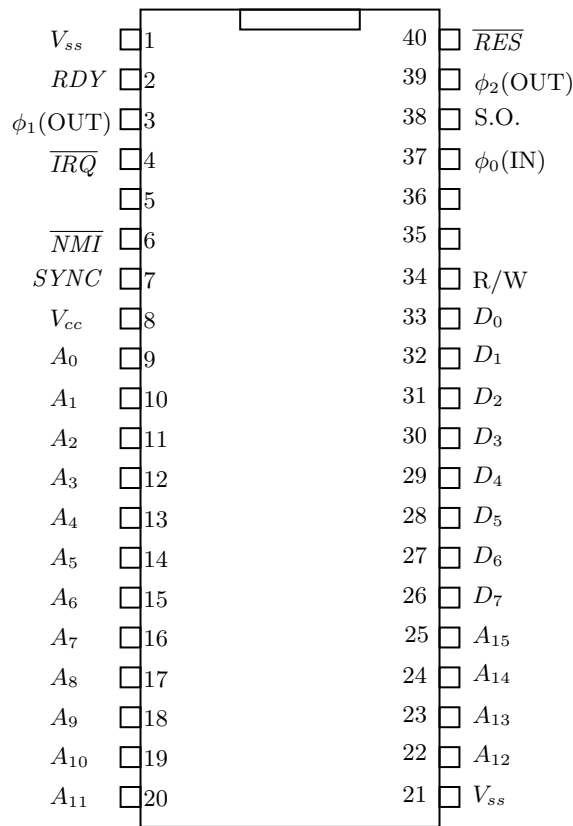 V_ss 1 40 \overline{RES}
RDY 2 39 ϕ₂(OUT)
ϕ₁(OUT) 3 38 S.O.
\overline{IRQ} 4 37 ϕ₀(IN)
5 36
\overline{NMI} 6 35
SYNC 7 34 R/W
V_cc 8 33 D₀
A₀ 9 32 D₁
A₁ 10 31 D₂
A₂ 11 30 D₃
A₃ 12 29 D₄
A₄ 13 28 D₅
A₅ 14 27 D₆
A₆ 15 26 D₇
A₇ 16 25 A₁₅
A₈ 17 24 A₁₄
A₉ 18 23 A₁₃
A₁₀ 19 22 A₁₂
A₁₁ 20 21 V_ss